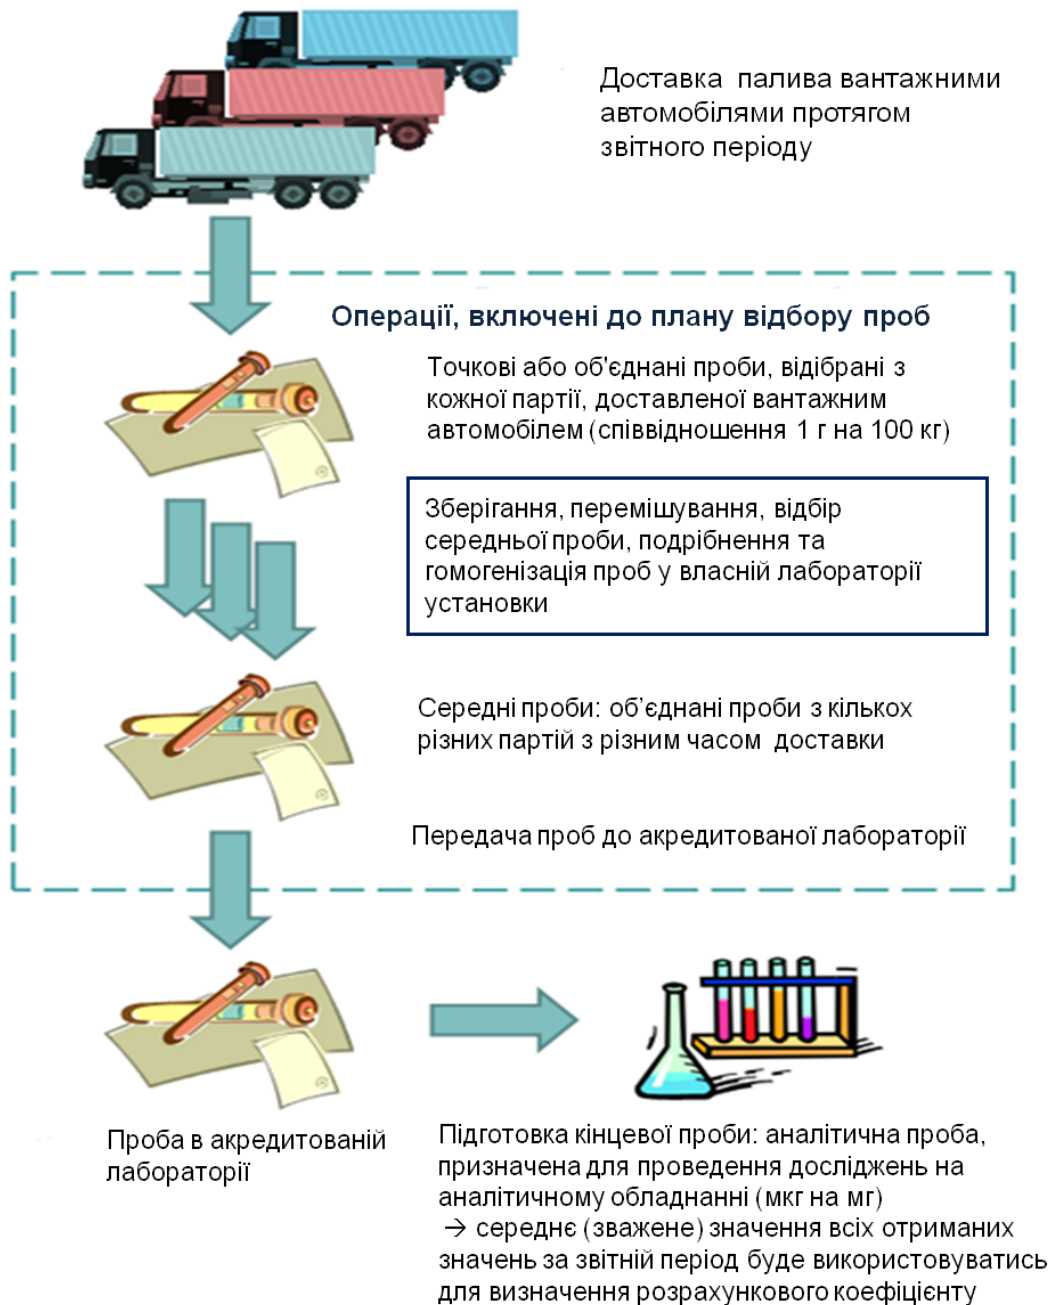 Доставка палива вантажними
автомобілями протягом
звітного періоду
Операції, включені до плану відбору проб
Точкові або об'єднані проби, відібрані з
кожної партії, доставленої вантажним
автомобілем (співвідношення 1 г на 100 кг)
Зберігання, перемішування, відбір
середньої проби, подрібнення та
гомогенізація проб у власній лабораторії
установки
Середні проби: об’єднані проби з кількох
різних партій з різним часом доставки
Передача проб до акредитованої лабораторії
Проба в акредитованій
лабораторії
Підготовка кінцевої проби: аналітична проба,
призначена для проведення досліджень на
аналітичному обладнанні (мкг на мг)
→ середнє (зважене) значення всіх отриманих
значень за звітній період буде використовуватись
для визначення розрахункового коефіцієнту